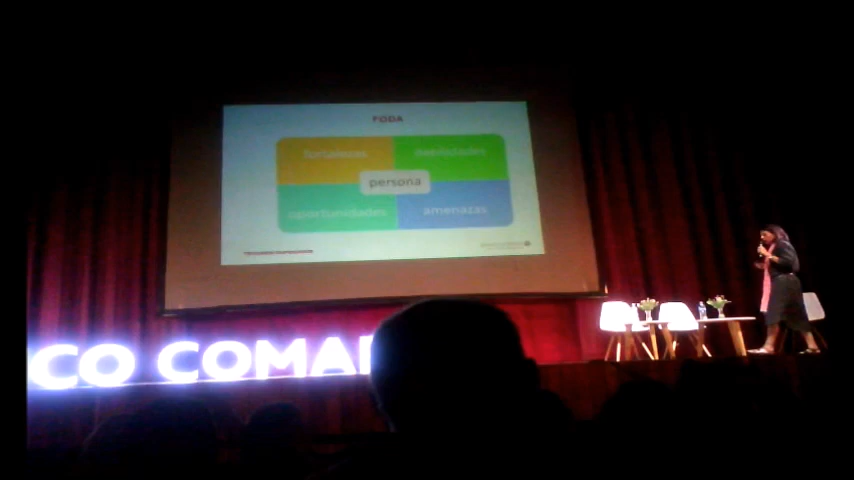 FODA
fortalezas debilidades
persona
oportunidades amenazas
CO COMA